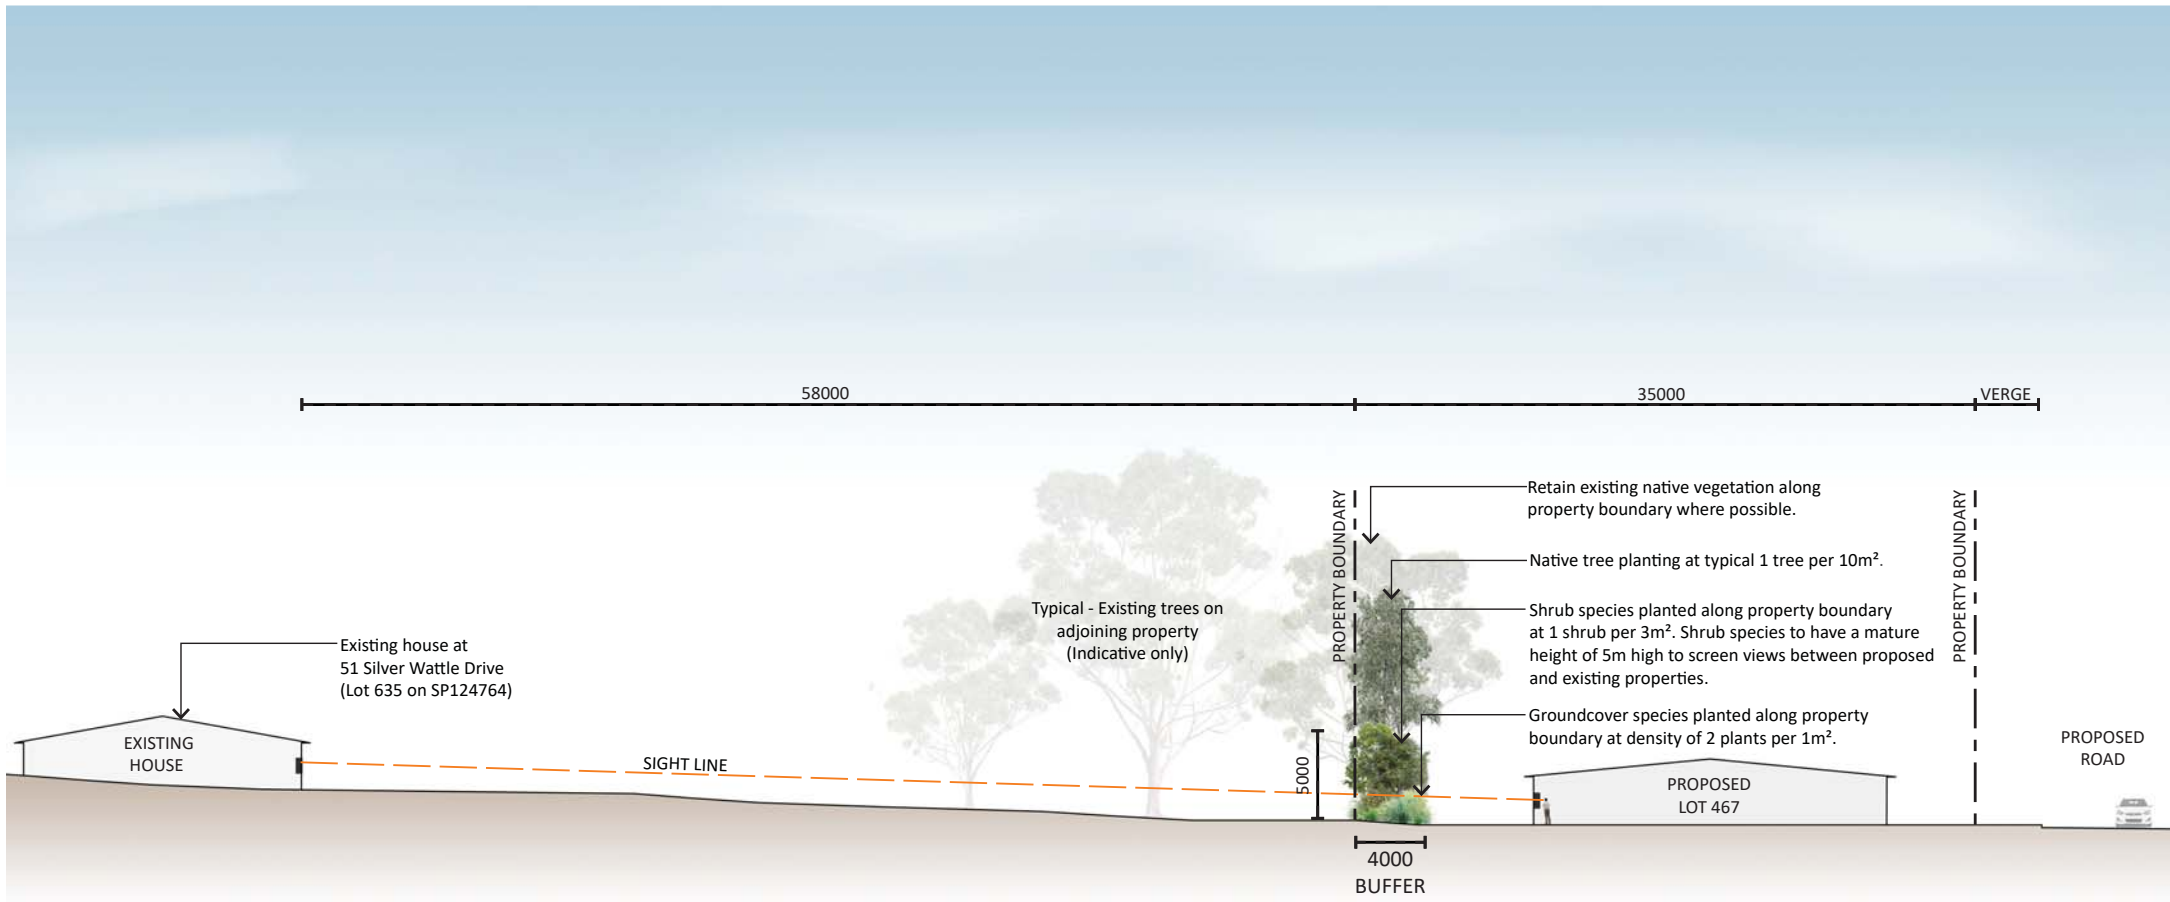 58000
35000
VERGE
PROPERTY BOUNDARY
PROPERTY BOUNDARY
Retain existing native vegetation along
property boundary where possible.
Native tree planting at typical 1 tree per 10m².
Shrub species planted along property boundary
at 1 shrub per 3m². Shrub species to have a mature
height of 5m high to screen views between proposed
and existing properties.
Groundcover species planted along property
boundary at density of 2 plants per 1m².
Typical - Existing trees on
adjoining property
(Indicative only)
Existing house at
51 Silver Wattle Drive
(Lot 635 on SP124764)
EXISTING
HOUSE
SIGHT LINE
5000
PROPOSED
LOT 467
PROPOSED
ROAD
4000
BUFFER